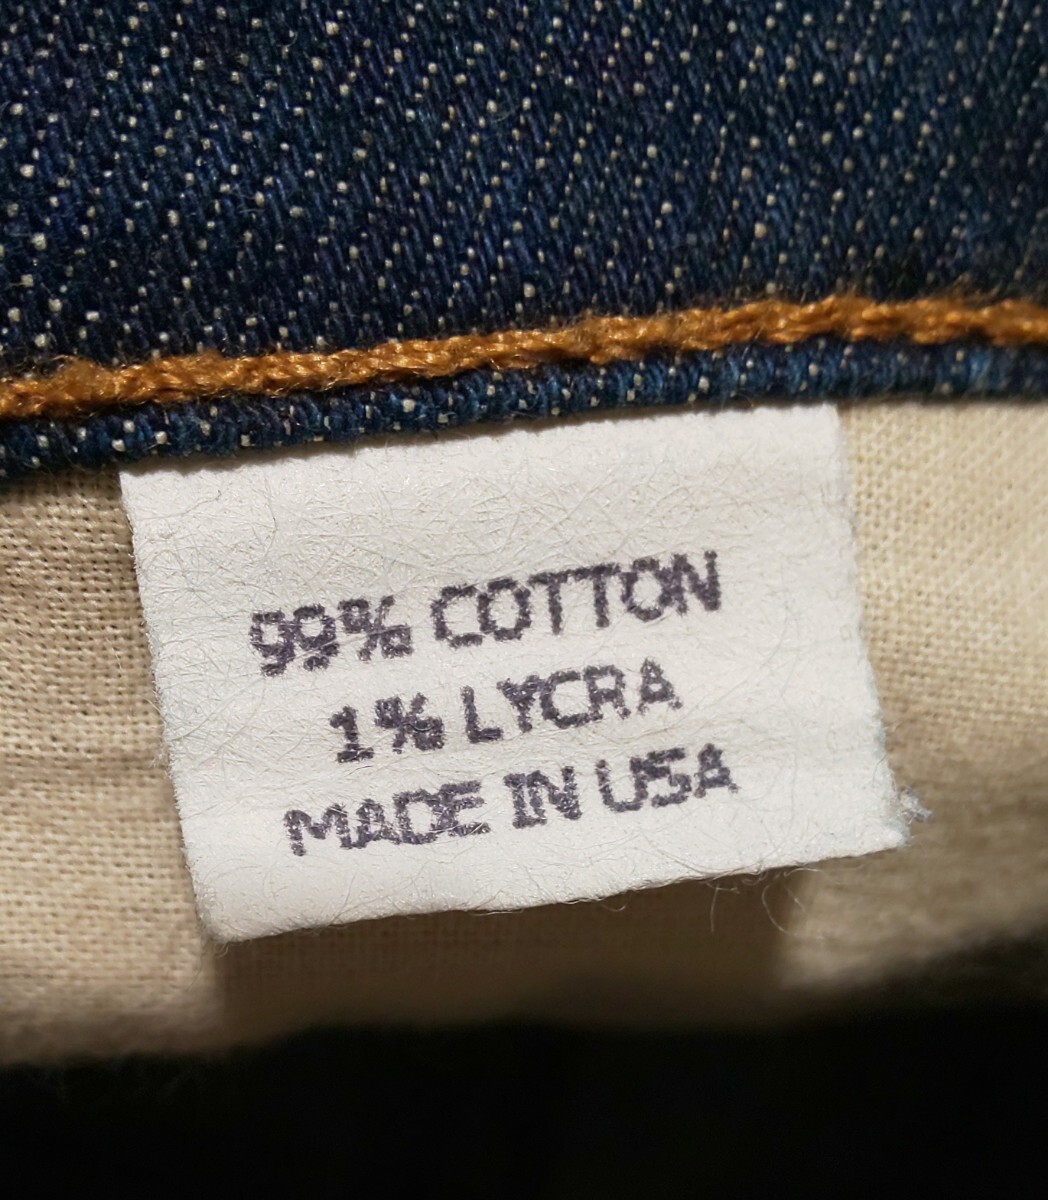 99% COTTON
1% LYCRA
MADE IN USA